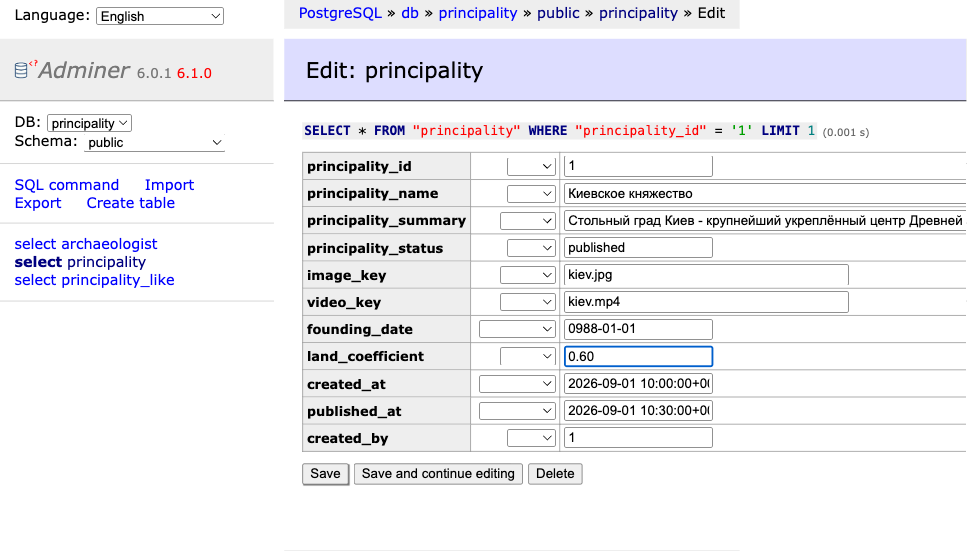 Language: English
PostgreSQL » db » principality » public » principality » Edit
Adminer 6.0.1 6.1.0
Edit: principality
DB: principality
Schema: public
SQL command Import
Export Create table
select archaeologist
select principality
select principality_like
SELECT * FROM "principality" WHERE "principality_id" = '1' LIMIT 1 (0.001 s)
principality_id 1
principality_name Киевское княжество
principality_summary Стольный град Киев - крупнейший укреплённый центр Древней
principality_status published
image_key kiev.jpg
video_key kiev.mp4
founding_date 0988-01-01
land_coefficient 0.60
created_at 2026-09-01 10:00:00+00
published_at 2026-09-01 10:30:00+00
created_by 1
Save Save and continue editing Delete